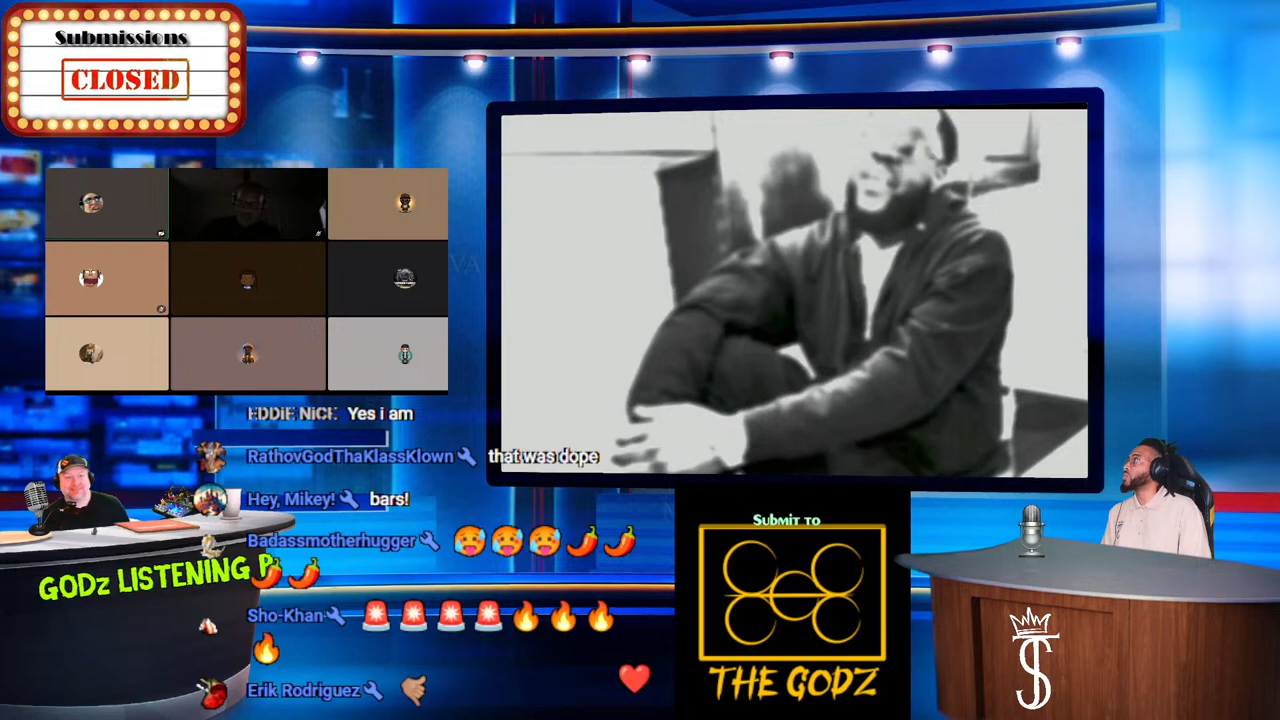 Submissions
CLOSED
EDDiE NiCE Yes i am
RathovGodThaKlassKlown🔧 that was dope
Hey, Mikey!🔧 bars!
Badassmotherhugger🔧 🥵🥵🥵🌶️🌶️
🌶️🌶️
Sho-Khan🔧 🚨🚨🚨🚨🔥🔥🔥
🔥
Erik Rodriguez🔧 🤙🏽
GODz LISTENING P
SUBMIT TO
THE GODZ